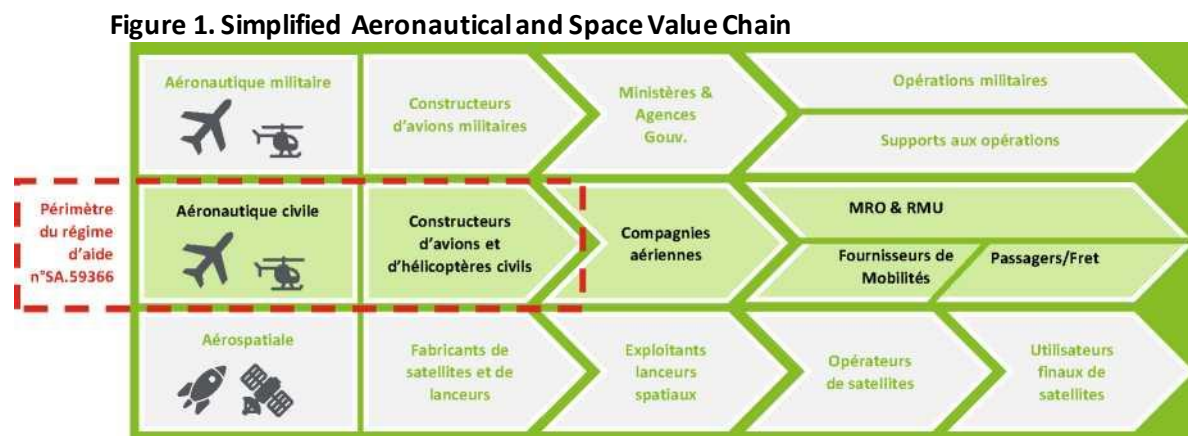 Figure 1. Simplified Aeronautical and Space Value Chain
Aéronautique militaire
Constructeurs
d'avions militaires
Ministères &
Agences
Gouv.
Opérations militaires
Supports aux opérations
Périmètre
du régime
d'aide
n°SA.59366
Aéronautique civile
Constructeurs
d'avions et
d'hélicoptères civils
Compagnies
aériennes
MRO & RMU
Fournisseurs de
Mobilités
Passagers/Fret
Aérospatiale
Fabricants de
satellites et de
lanceurs
Exploitants
lanceurs
spatiaux
Opérateurs
de satellites
Utilisateurs
finaux de
satellites